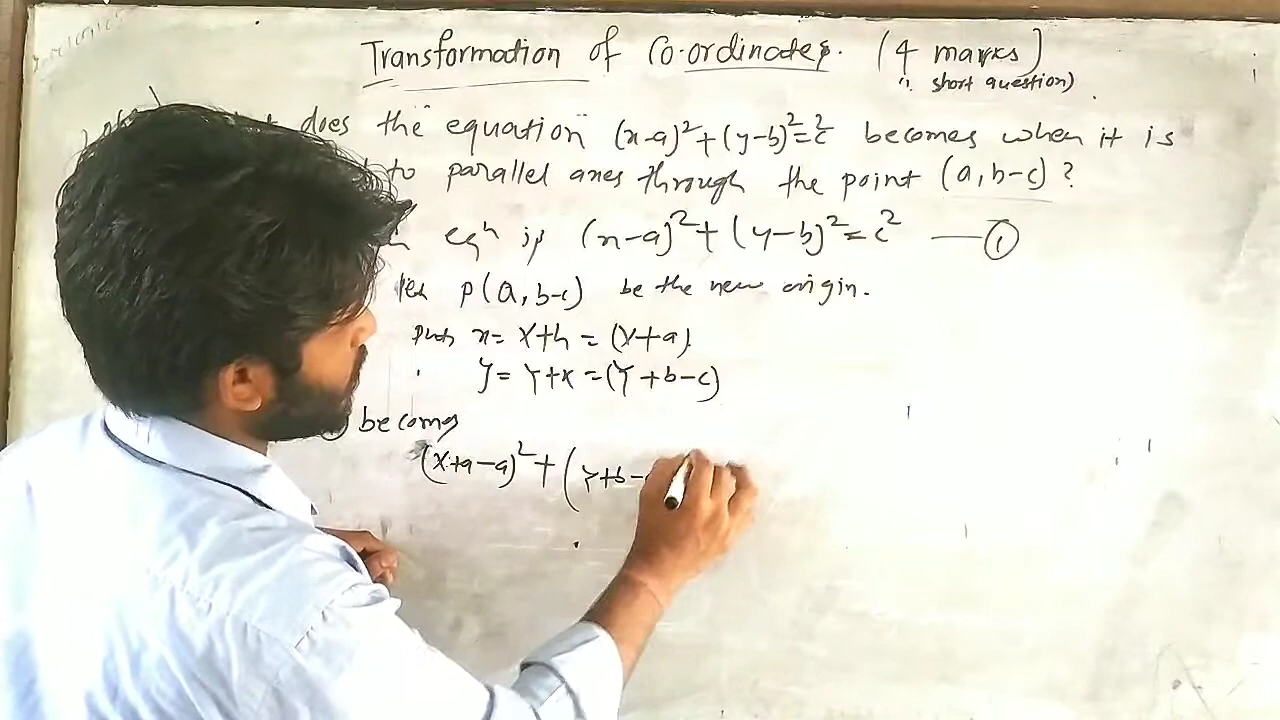 Transformation of Co-ordinates. (4 marks)
short question)
does the equation (x-a)²+(y-b)²=c² becomes when it is
to parallel axes through the point (a, b-c) ?
eqn is (x-a)²+(y-b)²=c² —①
let P(a, b-c) be the new origin.
put x= X+h = (X+a)
y= Y+k =(Y+b-c)
becomes
(X+a-a)²+(Y+b-